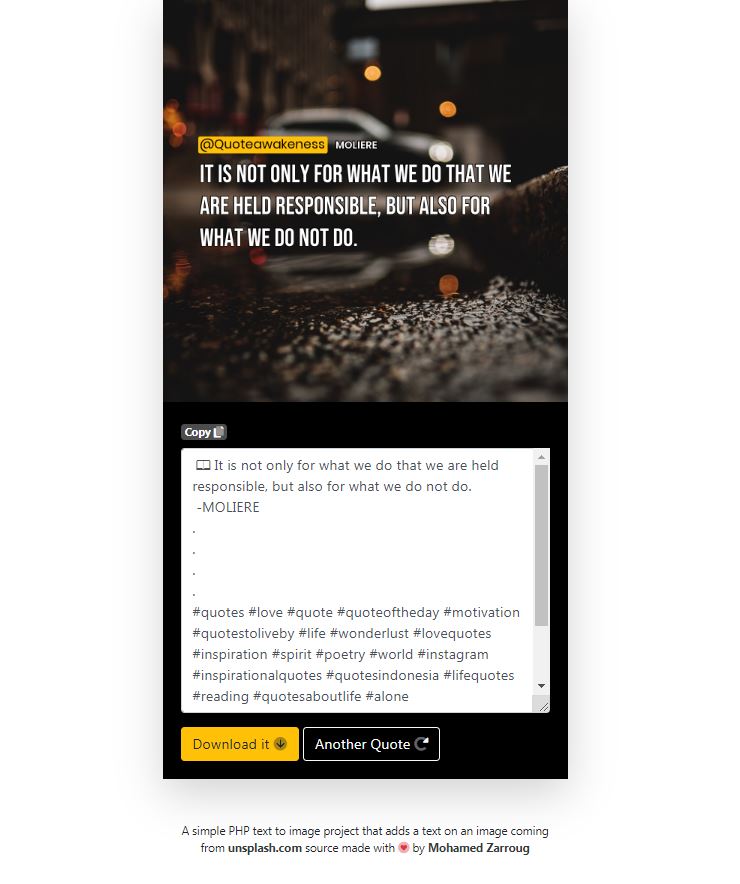 @Quoteawakeness MOLIERE
IT IS NOT ONLY FOR WHAT WE DO THAT WE
ARE HELD RESPONSIBLE, BUT ALSO FOR
WHAT WE DO NOT DO.
Copy
It is not only for what we do that we are held
responsible, but also for what we do not do.
-MOLIERE
.
.
.
.
#quotes #love #quote #quoteoftheday #motivation
#quotestoliveby #life #wonderlust #lovequotes
#inspiration #spirit #poetry #world #instagram
#inspirationalquotes #quotesindonesia #lifequotes
#reading #quotesaboutlife #alone
Download it
Another Quote
A simple PHP text to image project that adds a text on an image coming
from unsplash.com source made with by Mohamed Zarroug